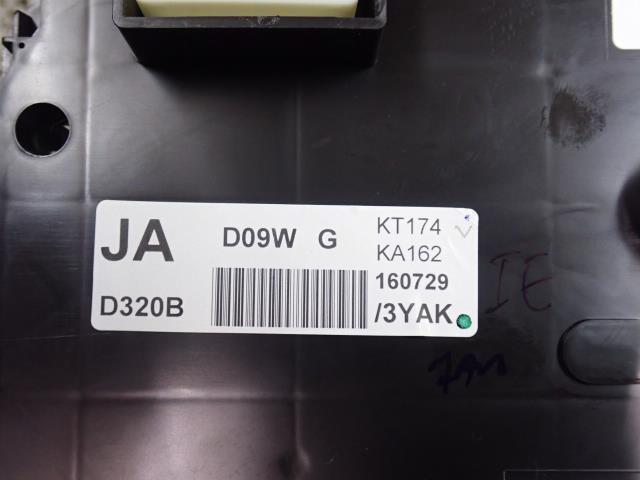 JA D09W G KT174
KA162
160729
D320B /3YAK
IE